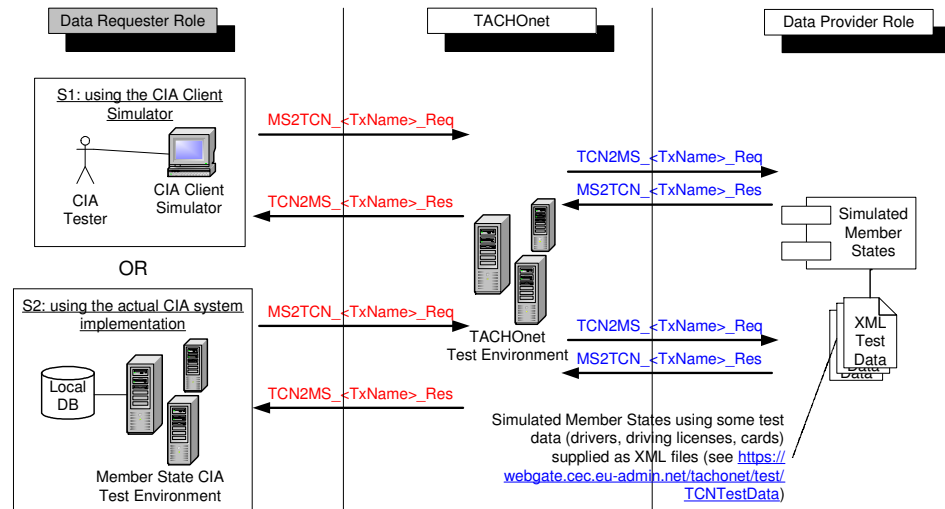 Data Requester Role
TACHOnet
Data Provider Role
S1: using the CIA Client
Simulator
CIA
Tester
CIA Client
Simulator
MS2TCN_<TxName>_Req
TCN2MS_<TxName>_Req
MS2TCN_<TxName>_Res
TCN2MS_<TxName>_Res
Simulated
Member
States
OR
S2: using the actual CIA system
implementation
Local
DB
Member State CIA
Test Environment
MS2TCN_<TxName>_Req
TACHOnet
Test Environment
TCN2MS_<TxName>_Req
MS2TCN_<TxName>_Res
TCN2MS_<TxName>_Res
XML
Test
Data
Data
Simulated Member States using some test
data (drivers, driving licenses, cards)
supplied as XML files (see https://
webgate.cec.eu-admin.net/tachonet/test/
TCNTestData)